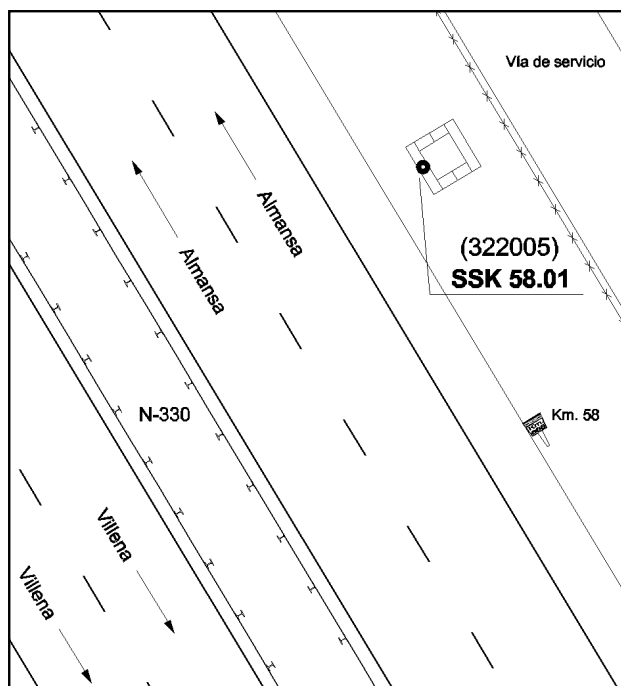 Vía de servicio
Almansa
Almansa
(322005)
SSK 58.01
N-330
Km. 58
Villena
Villena